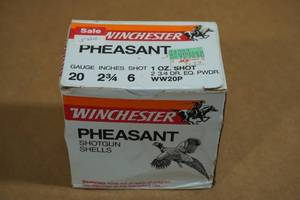 Sale
WINCHESTER
PHEASANT
GAUGE INCHES SHOT 1 OZ. SHOT
20 2¾ 6 2 3/4 DR. EQ. PWDR.
WW20P
WINCHESTER
PHEASANT
SHOTGUN
SHELLS